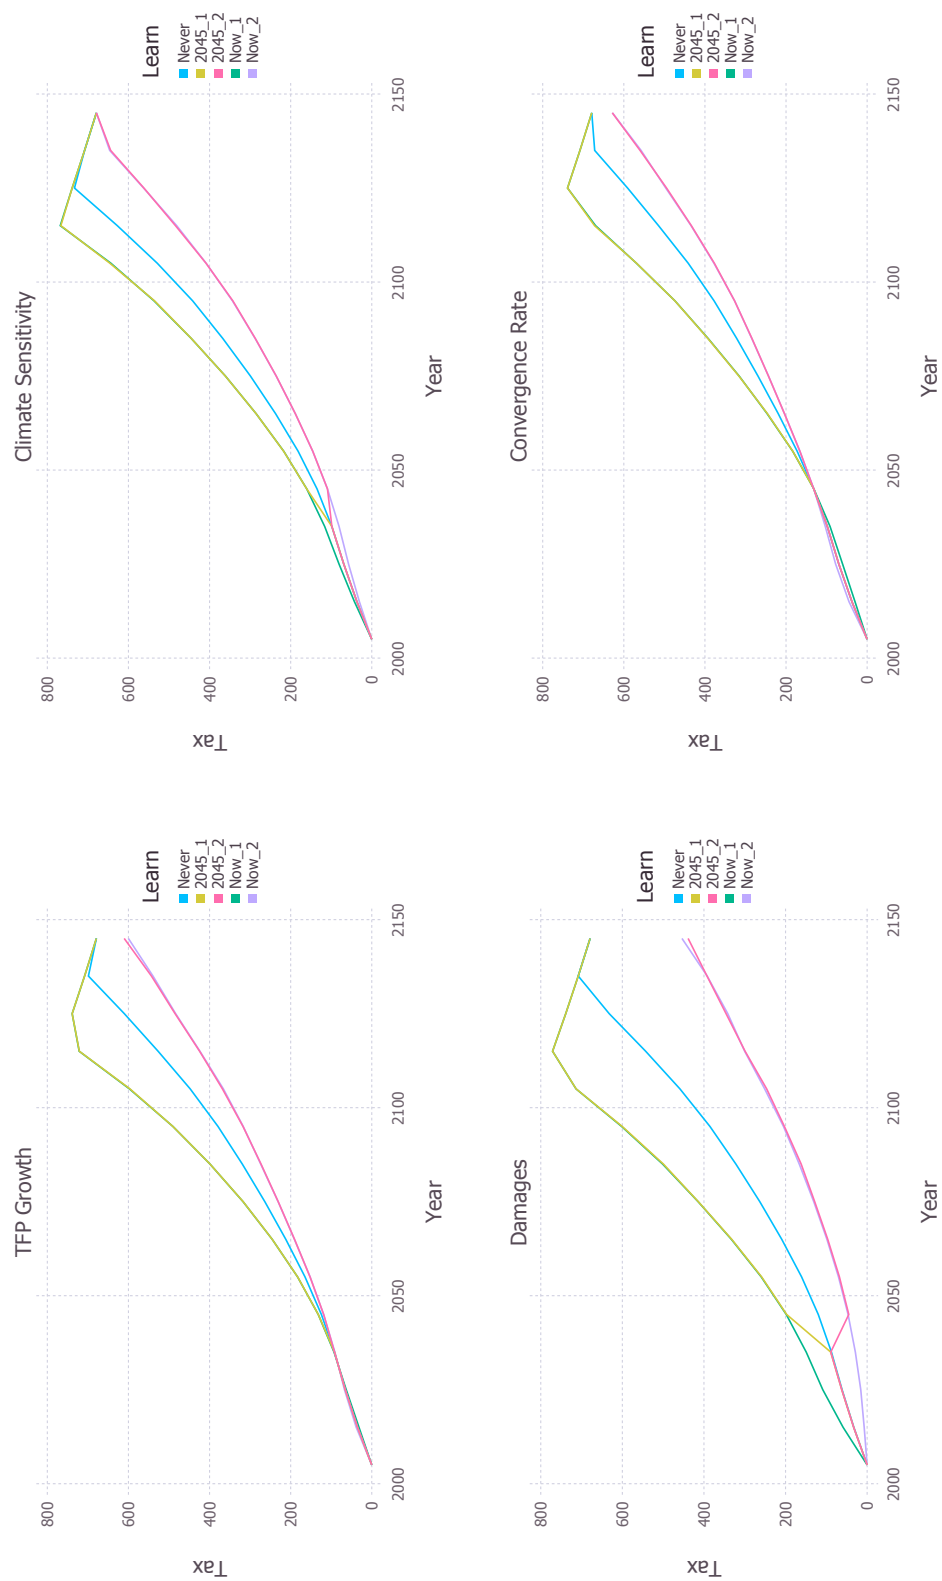 TFP Growth
Tax
800
600
400
200
0
2000
2050
2100
2150
Year
Learn
Never
2045_1
2045_2
Now_1
Now_2
Climate Sensitivity
Tax
800
600
400
200
0
2000
2050
2100
2150
Year
Learn
Never
2045_1
2045_2
Now_1
Now_2
Damages
Tax
800
600
400
200
0
2000
2050
2100
2150
Year
Learn
Never
2045_1
2045_2
Now_1
Now_2
Convergence Rate
Tax
800
600
400
200
0
2000
2050
2100
2150
Year
Learn
Never
2045_1
2045_2
Now_1
Now_2